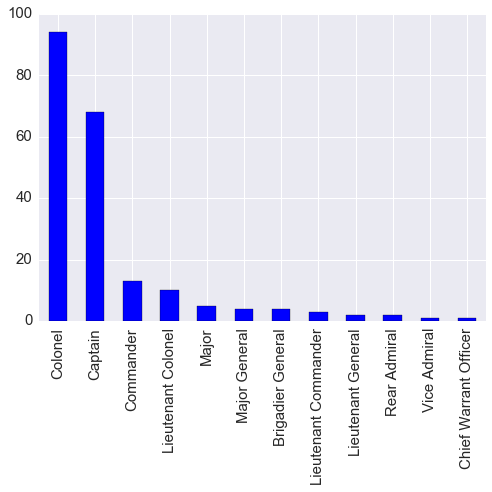 100
80
60
40
20
0
Colonel
Captain
Commander
Lieutenant Colonel
Major
Major General
Brigadier General
Lieutenant Commander
Lieutenant General
Rear Admiral
Vice Admiral
Chief Warrant Officer